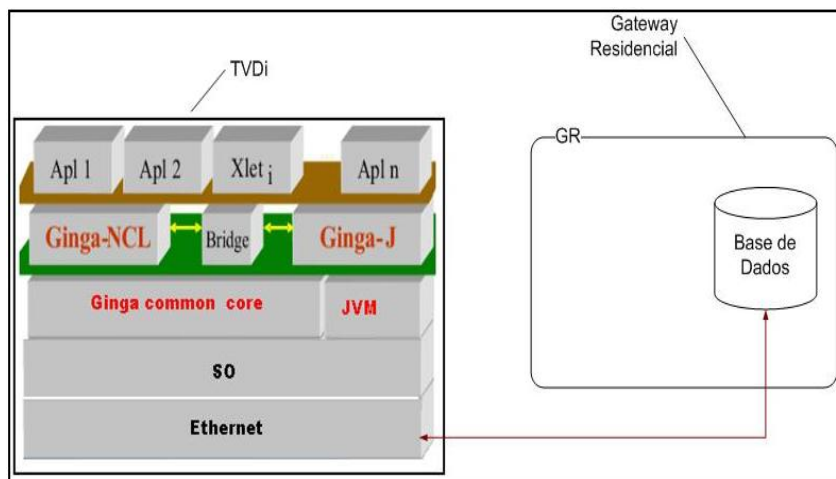 Gateway
Residencial
TVDi
GR
Apl 1
Apl 2
Xlet i
Apl n
Ginga-NCL
Bridge
Ginga-J
Base de
Dados
Ginga common core
JVM
SO
Ethernet